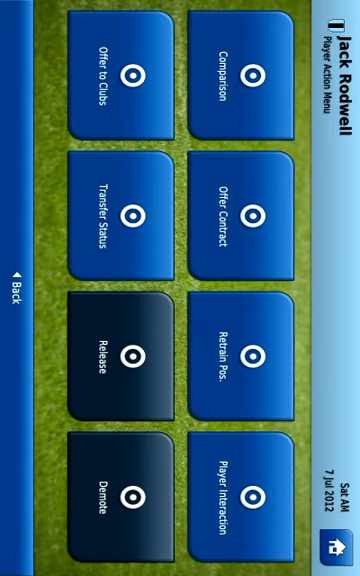 Jack Rodwell
Player Action Menu
Sat AM
7 Jul 2012
Comparison
Offer Contract
Retrain Pos.
Player Interaction
Offer to Clubs
Transfer Status
Release
Demote
Back